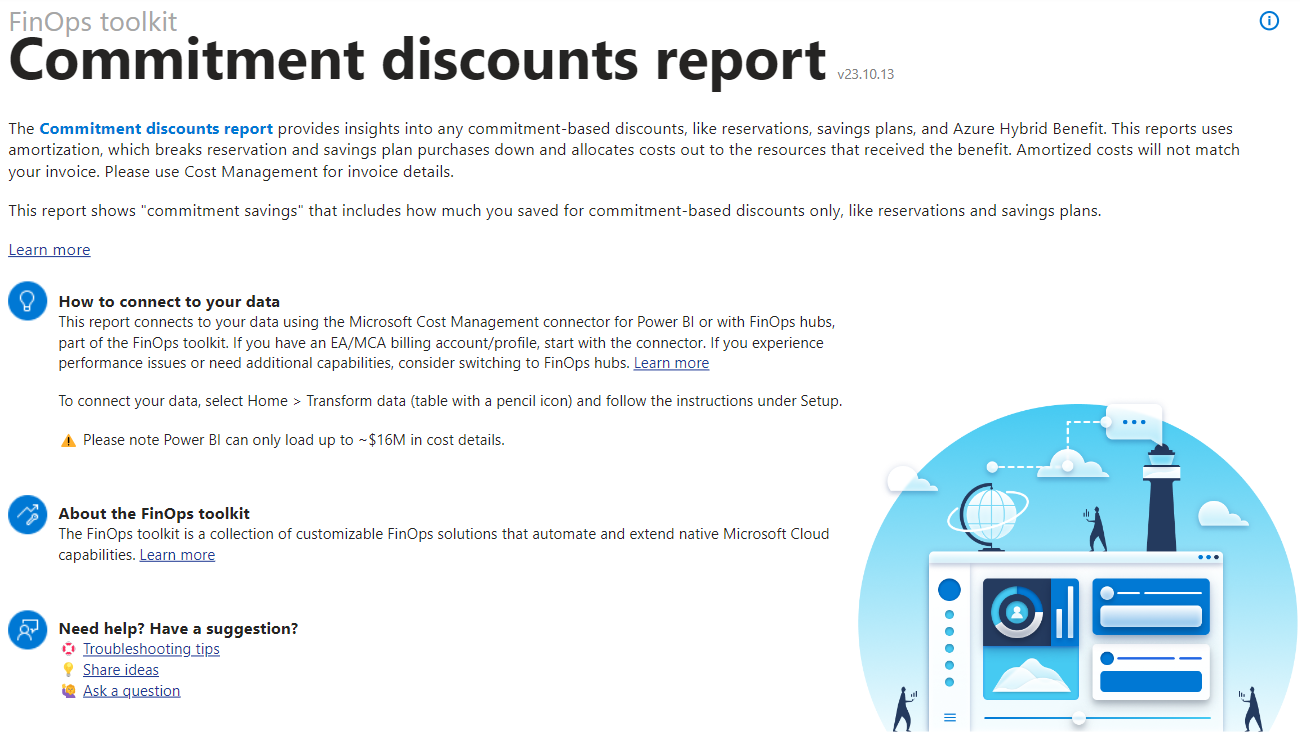 FinOps toolkit
Commitment discounts report v23.10.13
The Commitment discounts report provides insights into any commitment-based discounts, like reservations, savings plans, and Azure Hybrid Benefit. This reports uses
amortization, which breaks reservation and savings plan purchases down and allocates costs out to the resources that received the benefit. Amortized costs will not match
your invoice. Please use Cost Management for invoice details.
This report shows "commitment savings" that includes how much you saved for commitment-based discounts only, like reservations and savings plans.
Learn more
How to connect to your data
This report connects to your data using the Microsoft Cost Management connector for Power BI or with FinOps hubs,
part of the FinOps toolkit. If you have an EA/MCA billing account/profile, start with the connector. If you experience
performance issues or need additional capabilities, consider switching to FinOps hubs. Learn more
To connect your data, select Home > Transform data (table with a pencil icon) and follow the instructions under Setup.
⚠ Please note Power BI can only load up to ~$16M in cost details.
About the FinOps toolkit
The FinOps toolkit is a collection of customizable FinOps solutions that automate and extend native Microsoft Cloud
capabilities. Learn more
Need help? Have a suggestion?
Troubleshooting tips
Share ideas
Ask a question